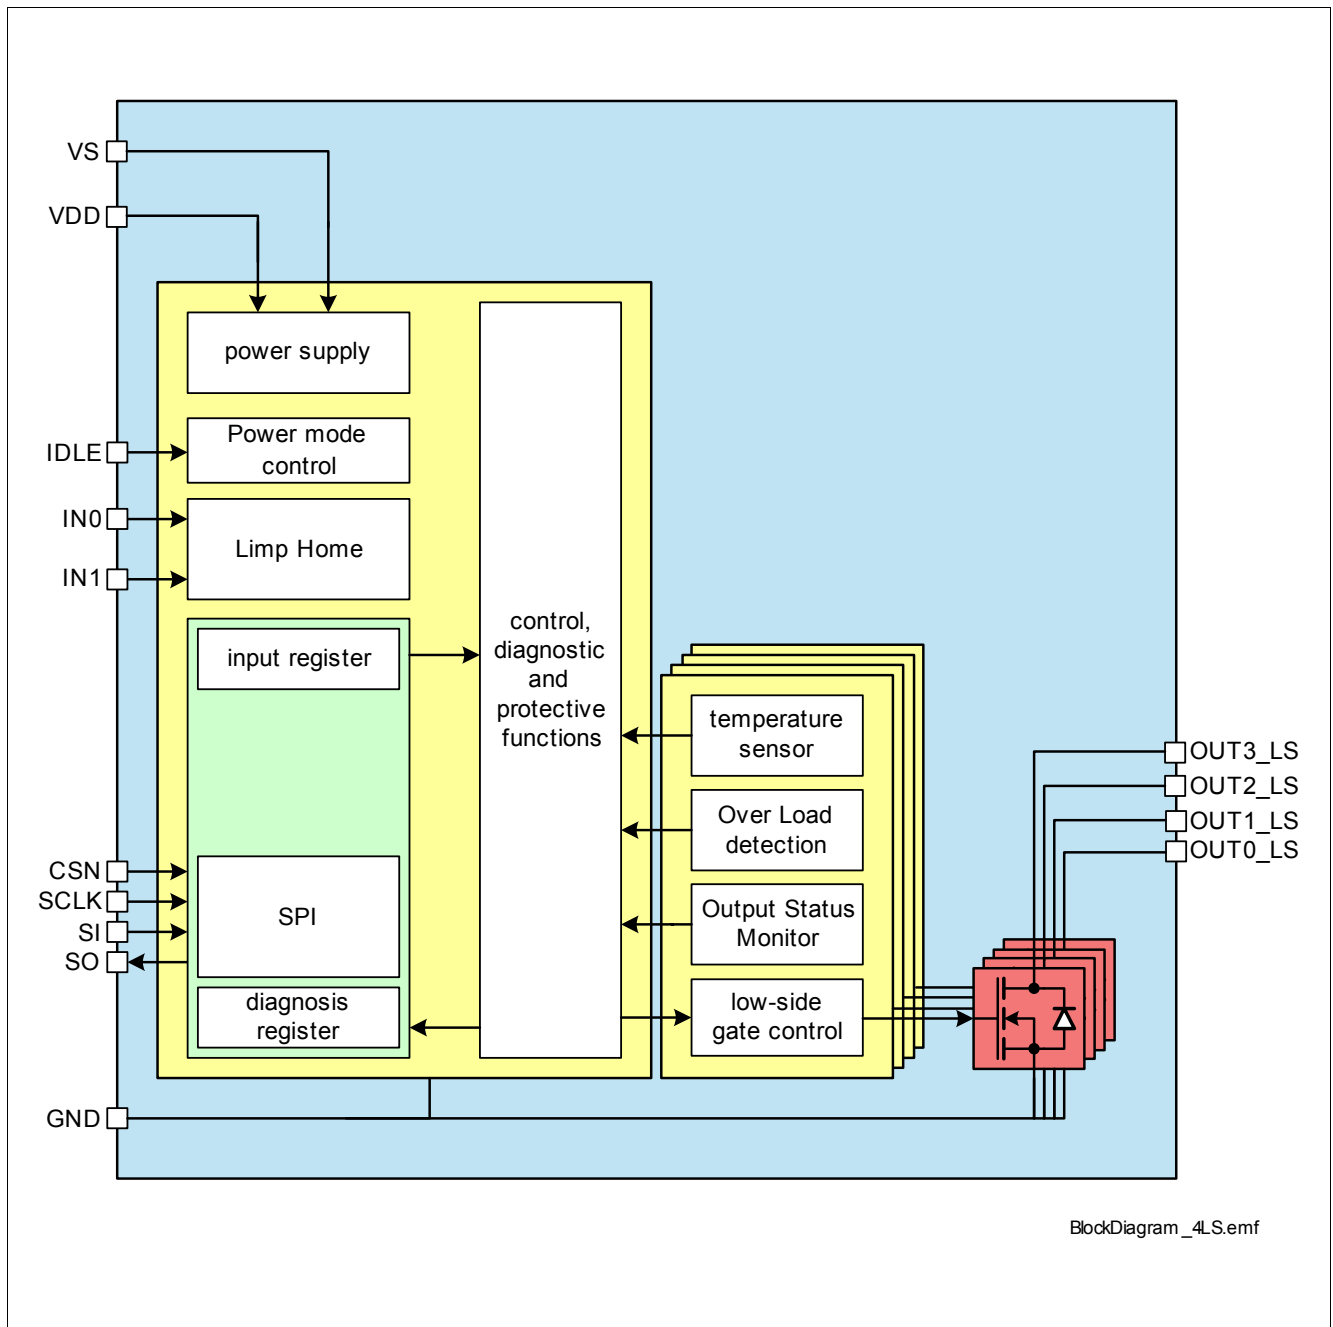 VS
VDD
power supply
IDLE
Power mode
control
IN0
IN1
Limp Home
input register
control,
diagnostic
and
protective
functions
temperature
sensor
Over Load
detection
Output Status
Monitor
low-side
gate control
OUT3_LS
OUT2_LS
OUT1_LS
OUT0_LS
CSN
SCLK
SI
SO
SPI
diagnosis
register
GND
BlockDiagram_4LS.emf